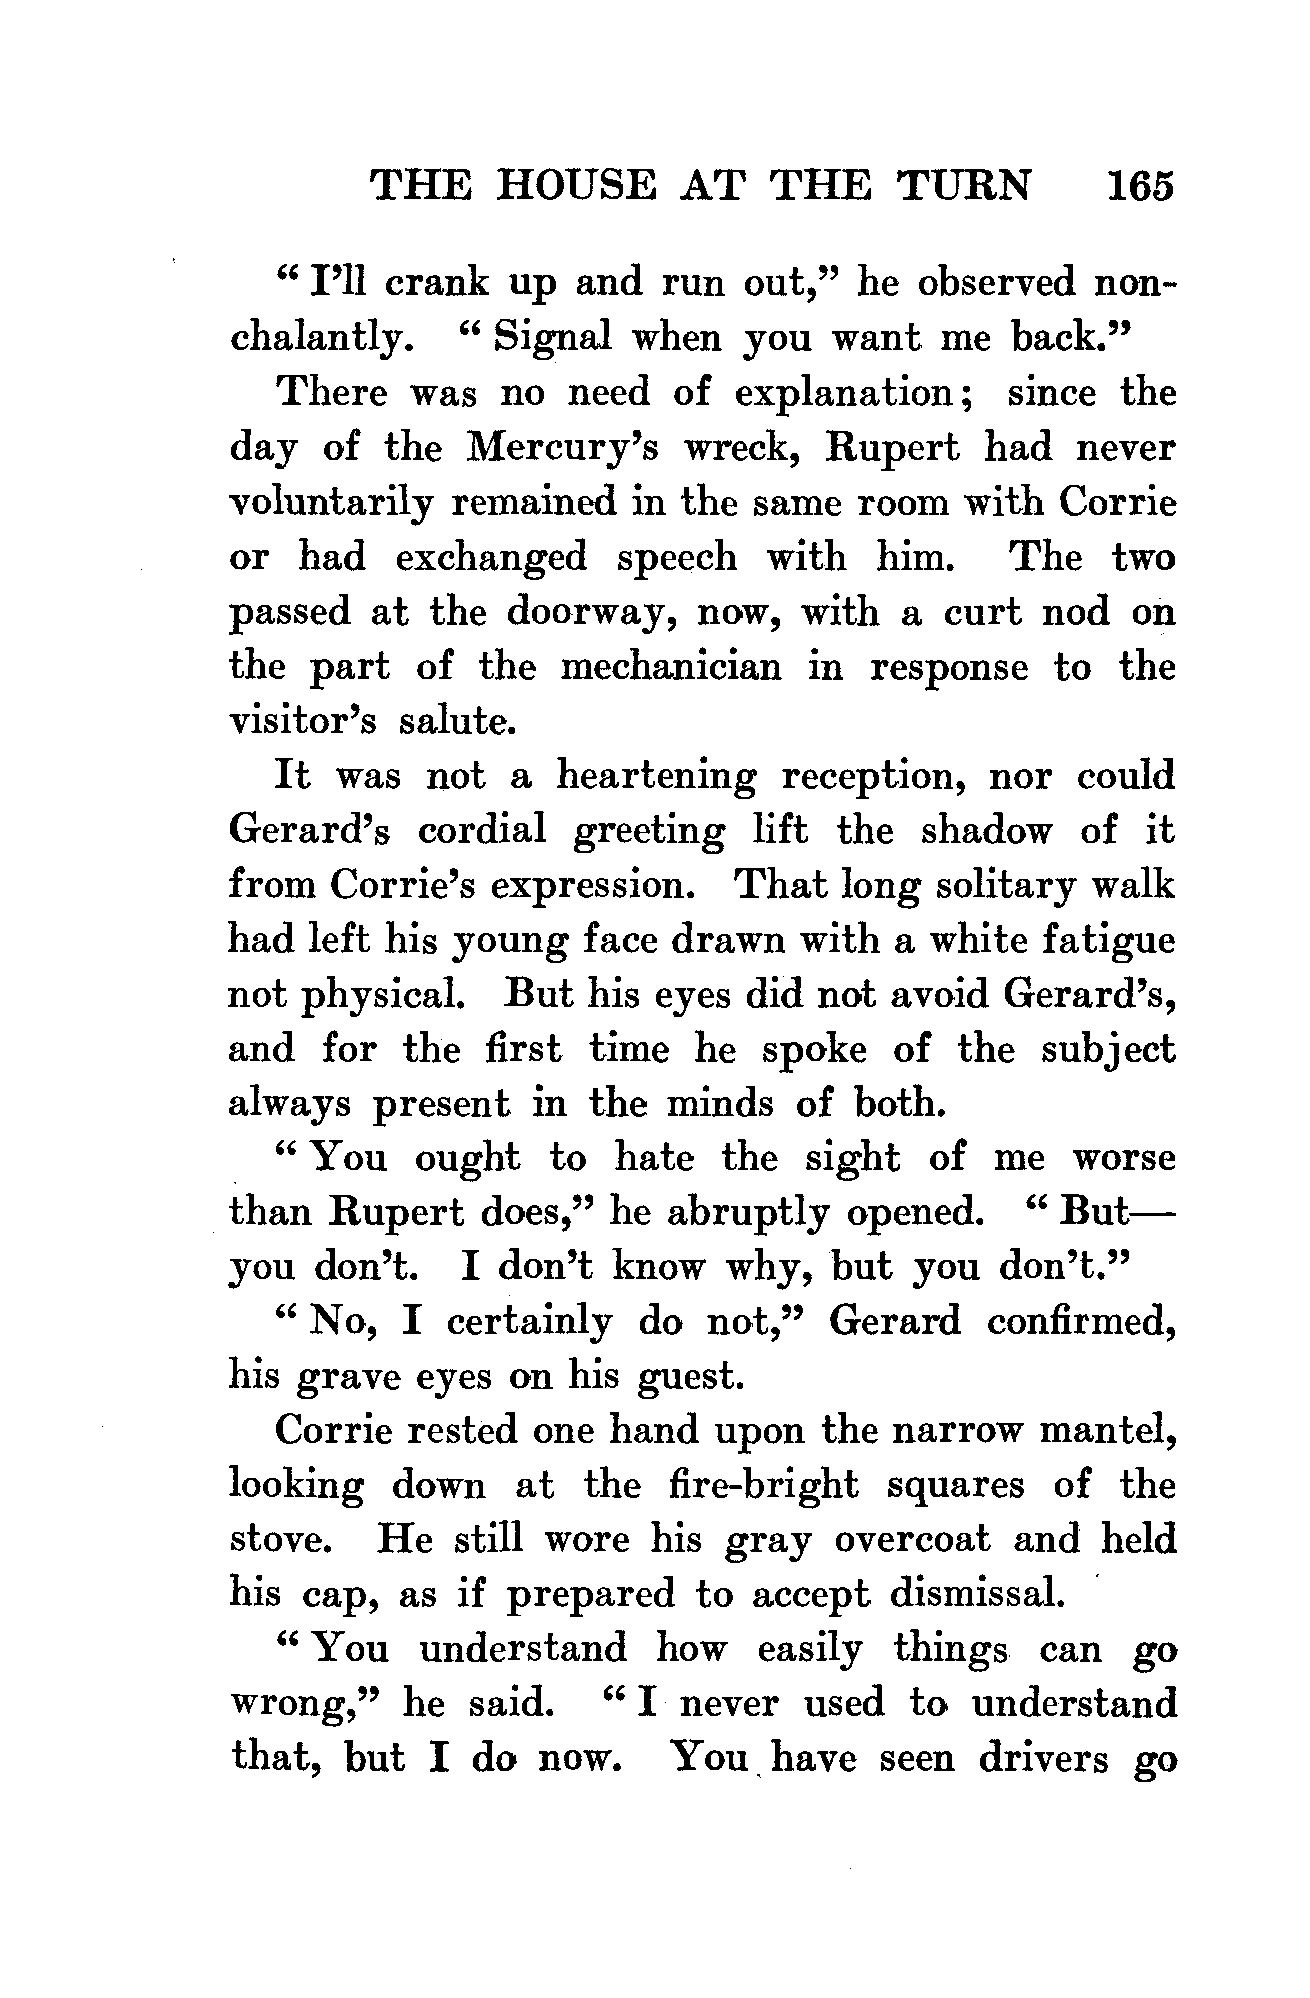 THE HOUSE AT THE TURN 165
“ I’ll crank up and run out,” he observed non-
chalantly. “ Signal when you want me back.”
There was no need of explanation; since the
day of the Mercury’s wreck, Rupert had never
voluntarily remained in the same room with Corrie
or had exchanged speech with him. The two
passed at the doorway, now, with a curt nod on
the part of the mechanician in response to the
visitor’s salute.
It was not a heartening reception, nor could
Gerard’s cordial greeting lift the shadow of it
from Corrie’s expression. That long solitary walk
had left his young face drawn with a white fatigue
not physical. But his eyes did not avoid Gerard’s,
and for the first time he spoke of the subject
always present in the minds of both.
“ You ought to hate the sight of me worse
than Rupert does,” he abruptly opened. “ But—
you don’t. I don’t know why, but you don’t.”
“ No, I certainly do not,” Gerard confirmed,
his grave eyes on his guest.
Corrie rested one hand upon the narrow mantel,
looking down at the fire-bright squares of the
stove. He still wore his gray overcoat and held
his cap, as if prepared to accept dismissal.
“ You understand how easily things can go
wrong,” he said. “ I never used to understand
that, but I do now. You have seen drivers go